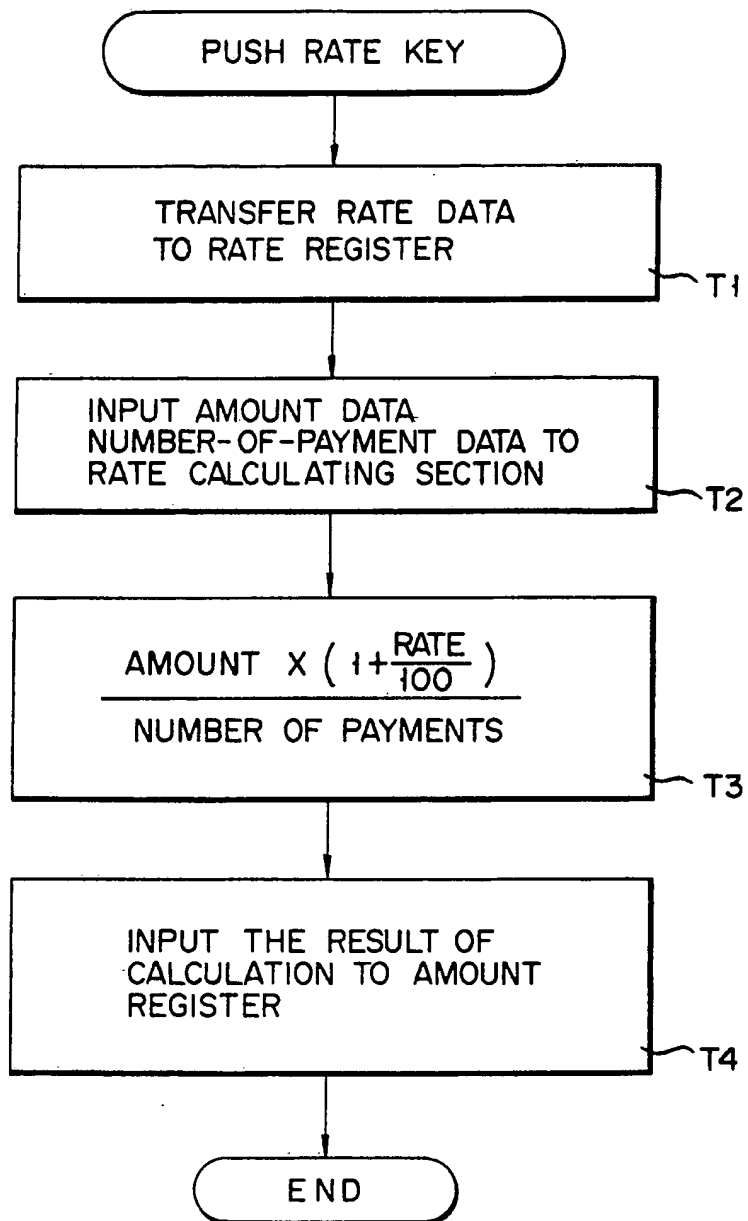 PUSH RATE KEY
TRANSFER RATE DATA
TO RATE REGISTER
T1
INPUT AMOUNT DATA
NUMBER-OF-PAYMENT DATA TO
RATE CALCULATING SECTION
T2
AMOUNT X ( 1 + RATE/100 )
NUMBER OF PAYMENTS
T3
INPUT THE RESULT OF
CALCULATION TO AMOUNT
REGISTER
T4
END